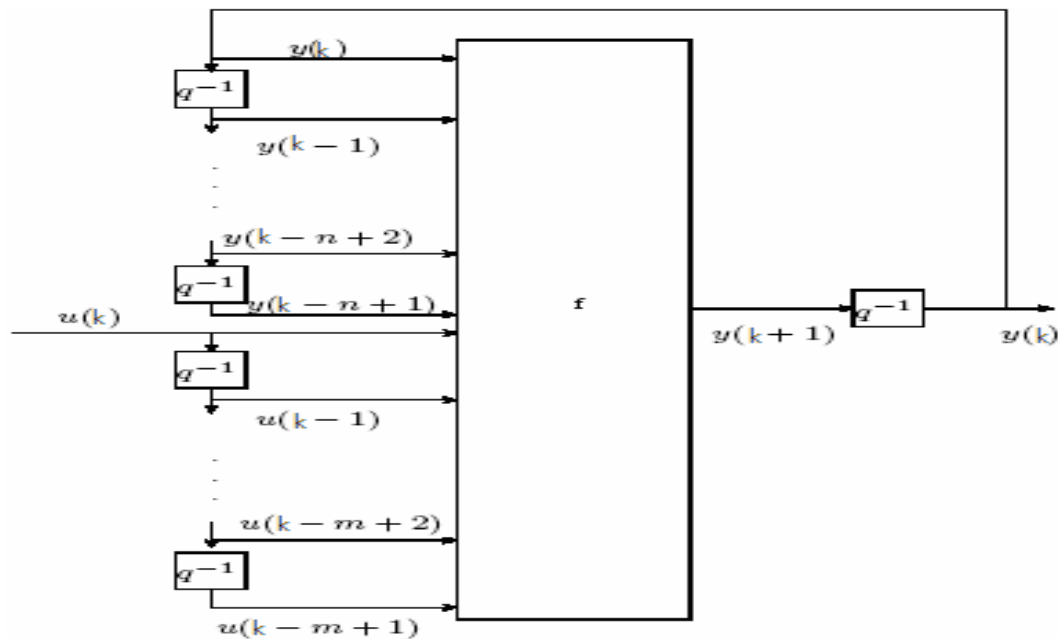 y(k)
q⁻¹
y(k − 1)
y(k − n + 2)
q⁻¹
y(k − n + 1)
u(k)
f
y(k + 1)
q⁻¹
y(k)
q⁻¹
u(k − 1)
u(k − m + 2)
q⁻¹
u(k − m + 1)